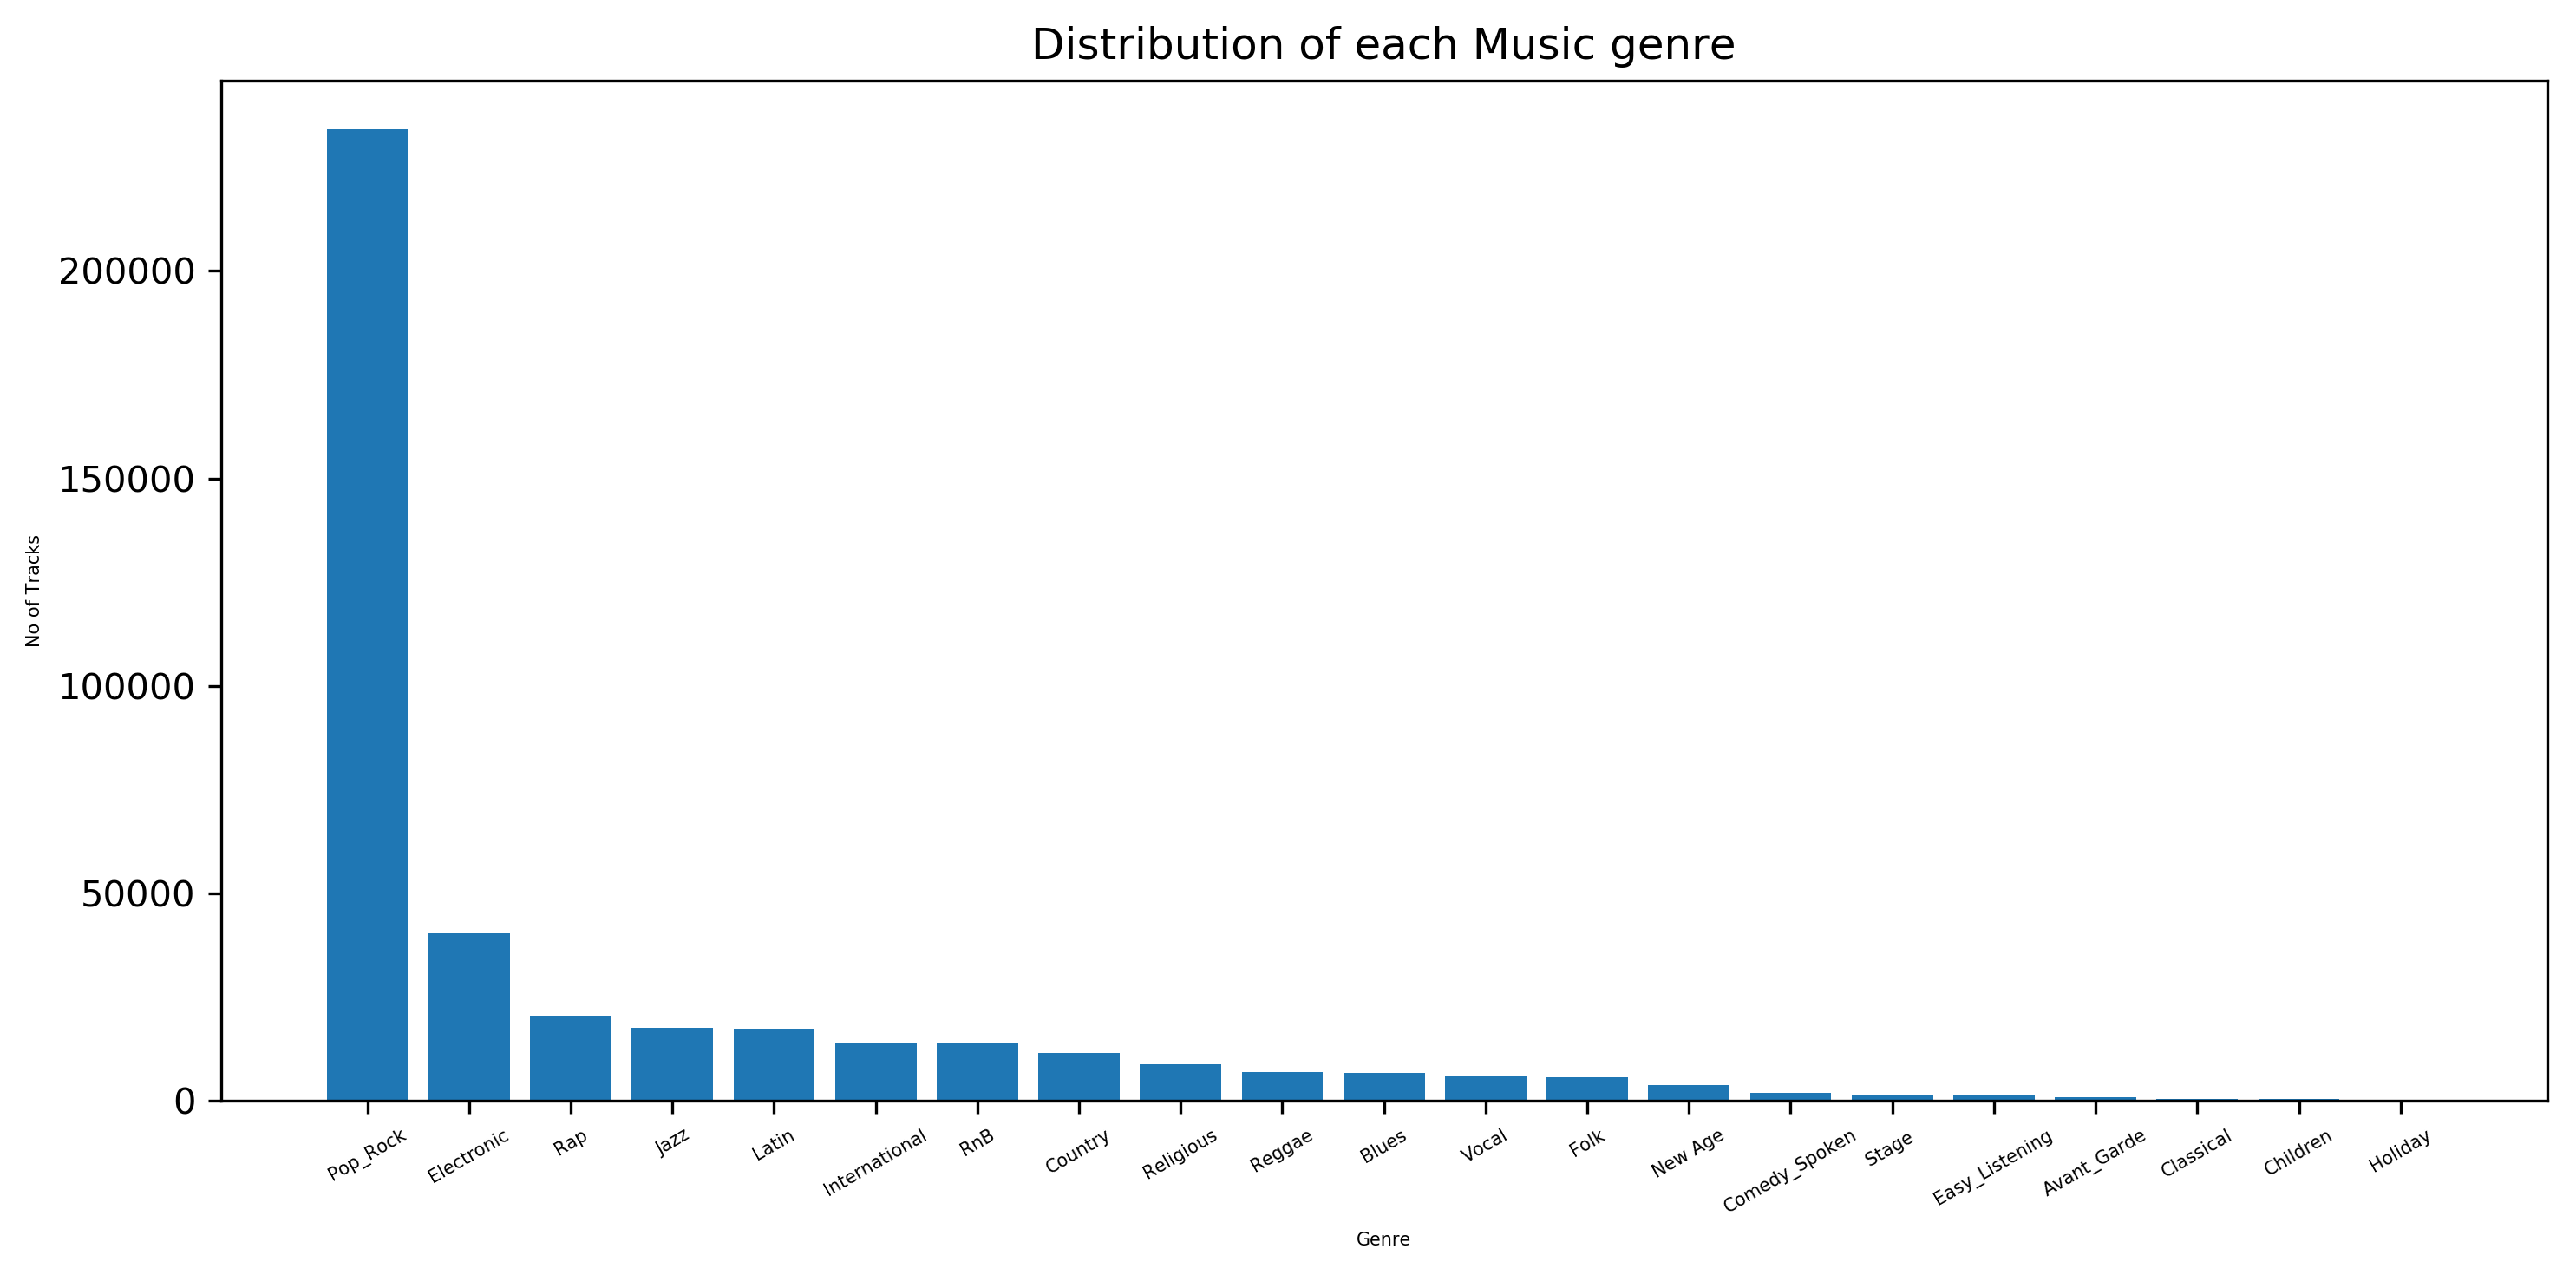 Distribution of each Music genre
No of Tracks
200000
150000
100000
50000
0
Pop_Rock
Electronic
Rap
Jazz
Latin
International
RnB
Country
Religious
Reggae
Blues
Vocal
Folk
New Age
Comedy_Spoken
Stage
Easy_Listening
Avant_Garde
Classical
Children
Holiday
Genre